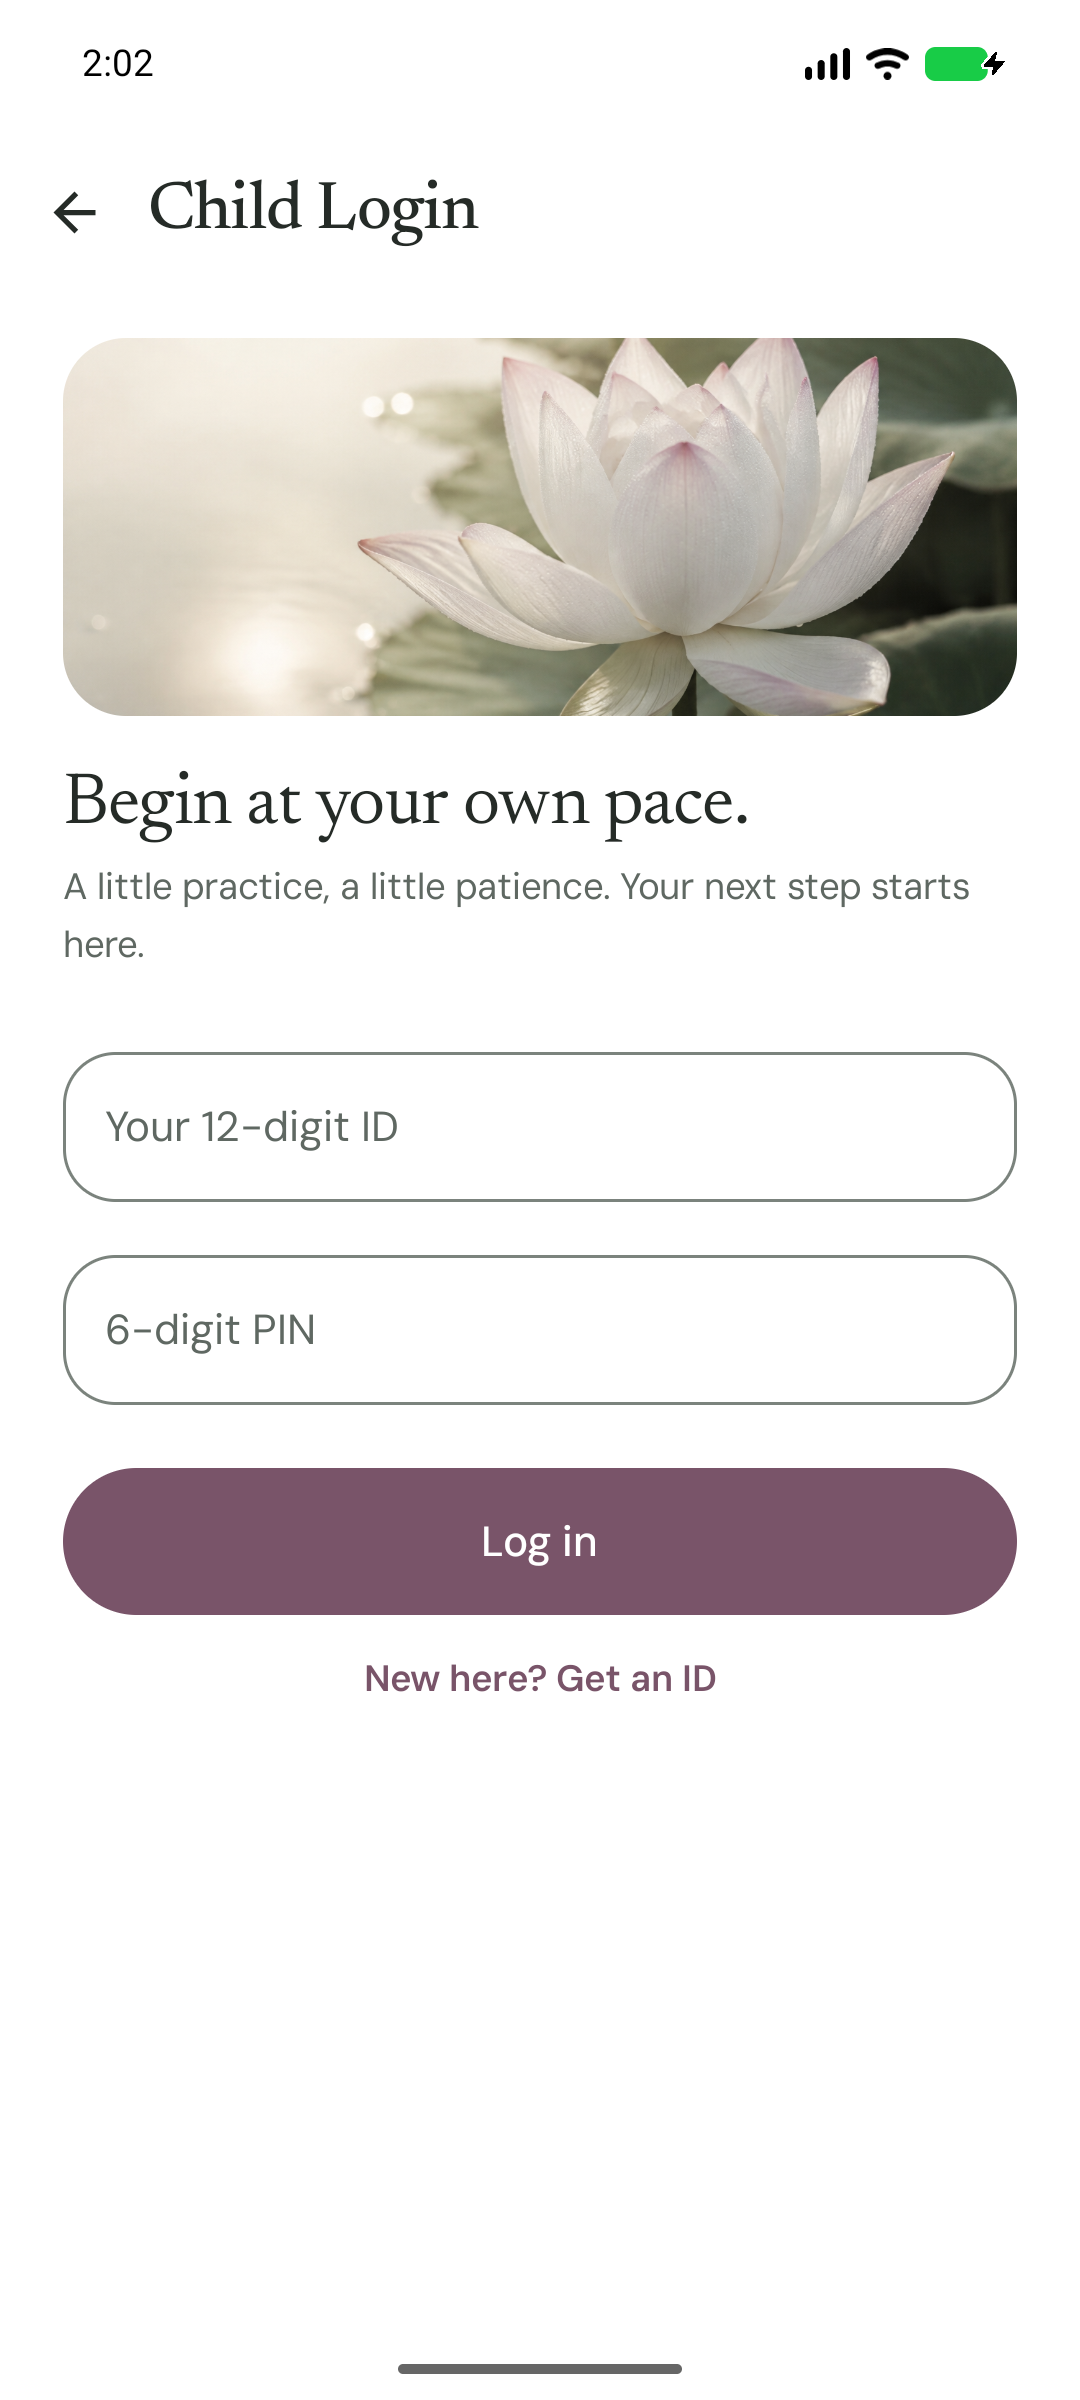 2:02
Child Login
Begin at your own pace.
A little practice, a little patience. Your next step starts
here.
Your 12-digit ID
6-digit PIN
Log in
New here? Get an ID